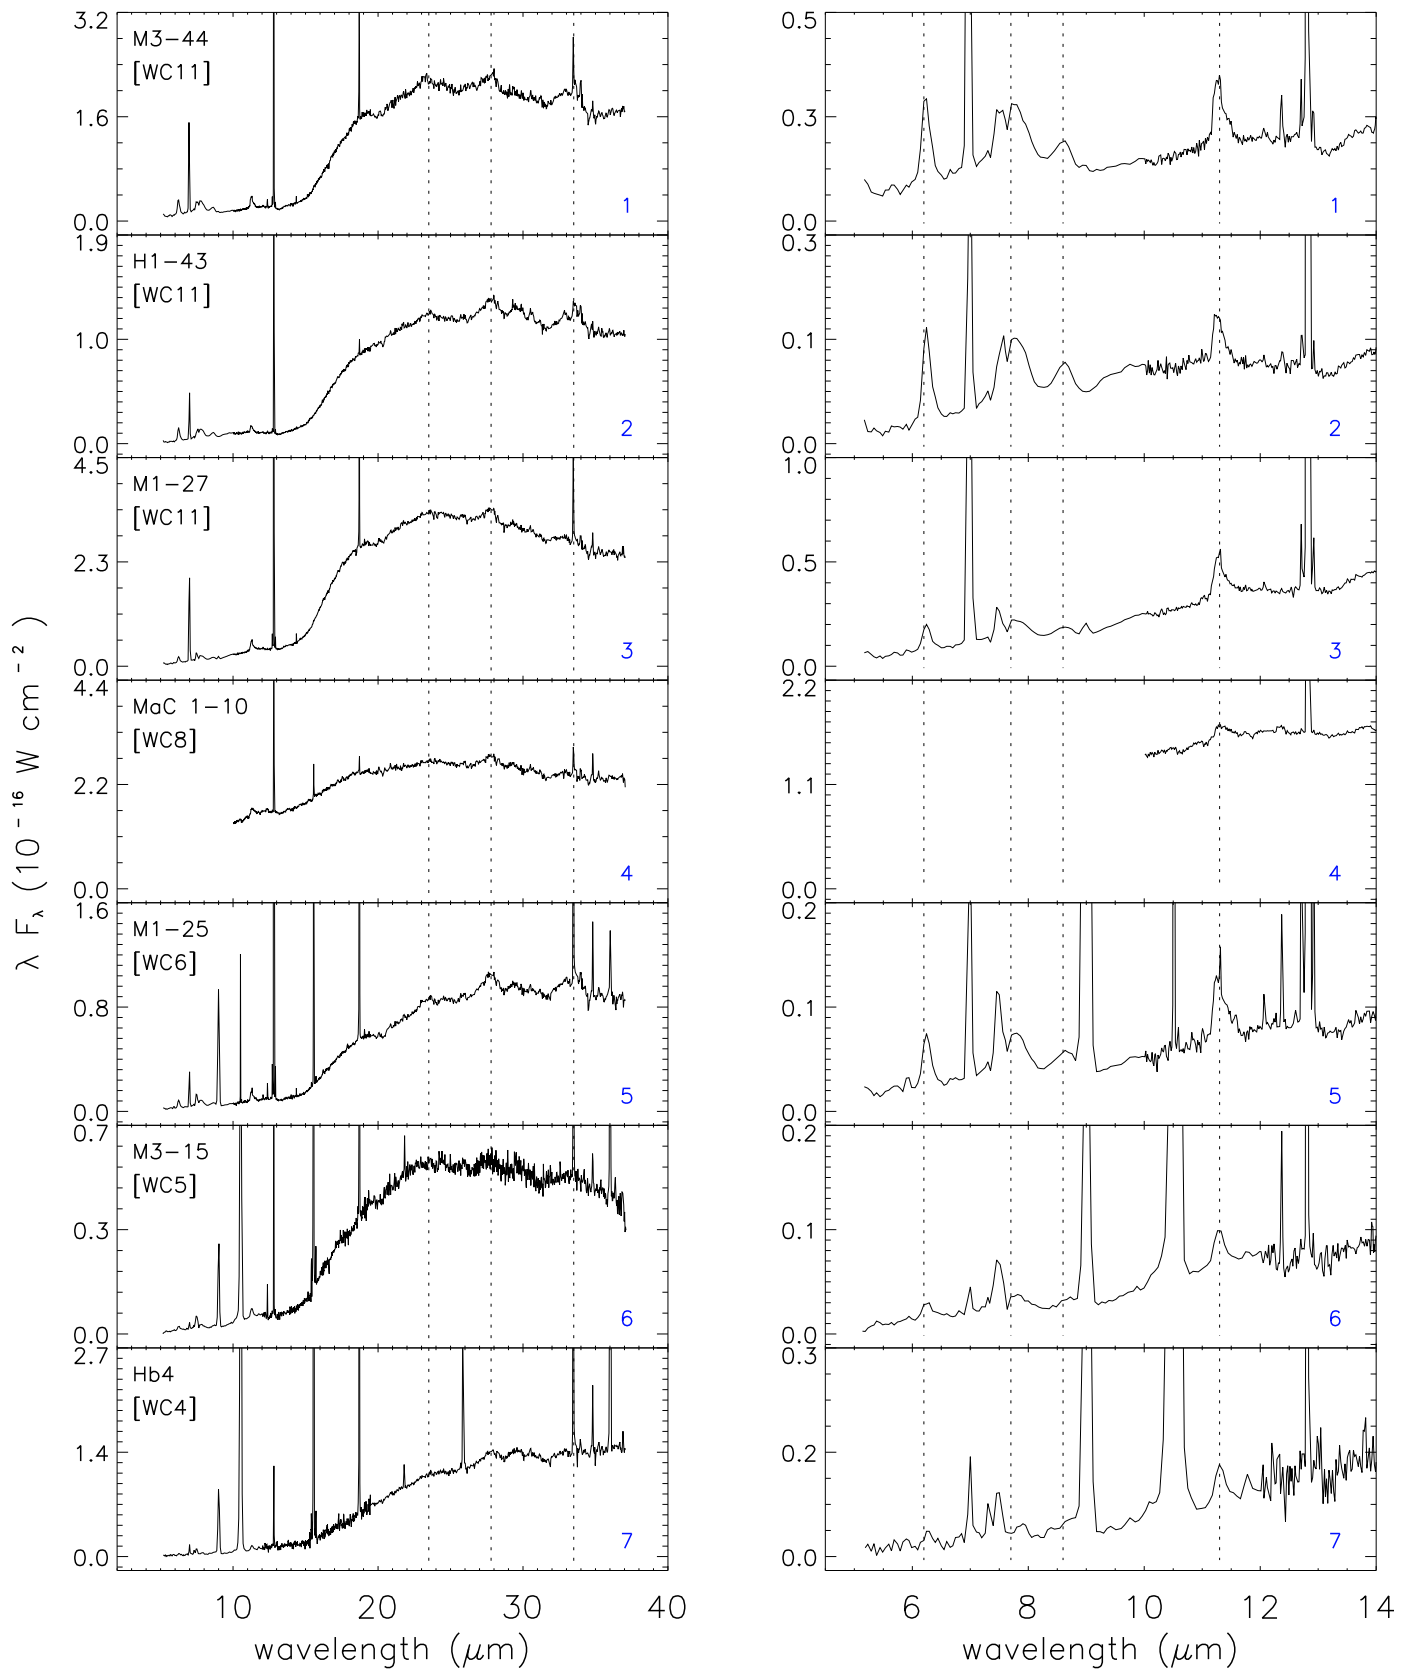 λ F_λ (10⁻¹⁶ W cm⁻²)
3.2
1.6
0.0
M3-44
[WC11]
1
0.5
0.3
0.0
1
1.9
1.0
0.0
H1-43
[WC11]
2
0.3
0.1
0.0
2
4.5
2.3
0.0
M1-27
[WC11]
3
1.0
0.5
0.0
3
4.4
2.2
0.0
MaC 1-10
[WC8]
4
2.2
1.1
0.0
4
1.6
0.8
0.0
M1-25
[WC6]
5
0.2
0.1
0.0
5
0.7
0.3
0.0
M3-15
[WC5]
6
0.2
0.1
0.0
6
2.7
1.4
0.0
Hb4
[WC4]
7
0.3
0.2
0.0
7
10 20 30 40
wavelength (μm)
6 8 10 12 14
wavelength (μm)